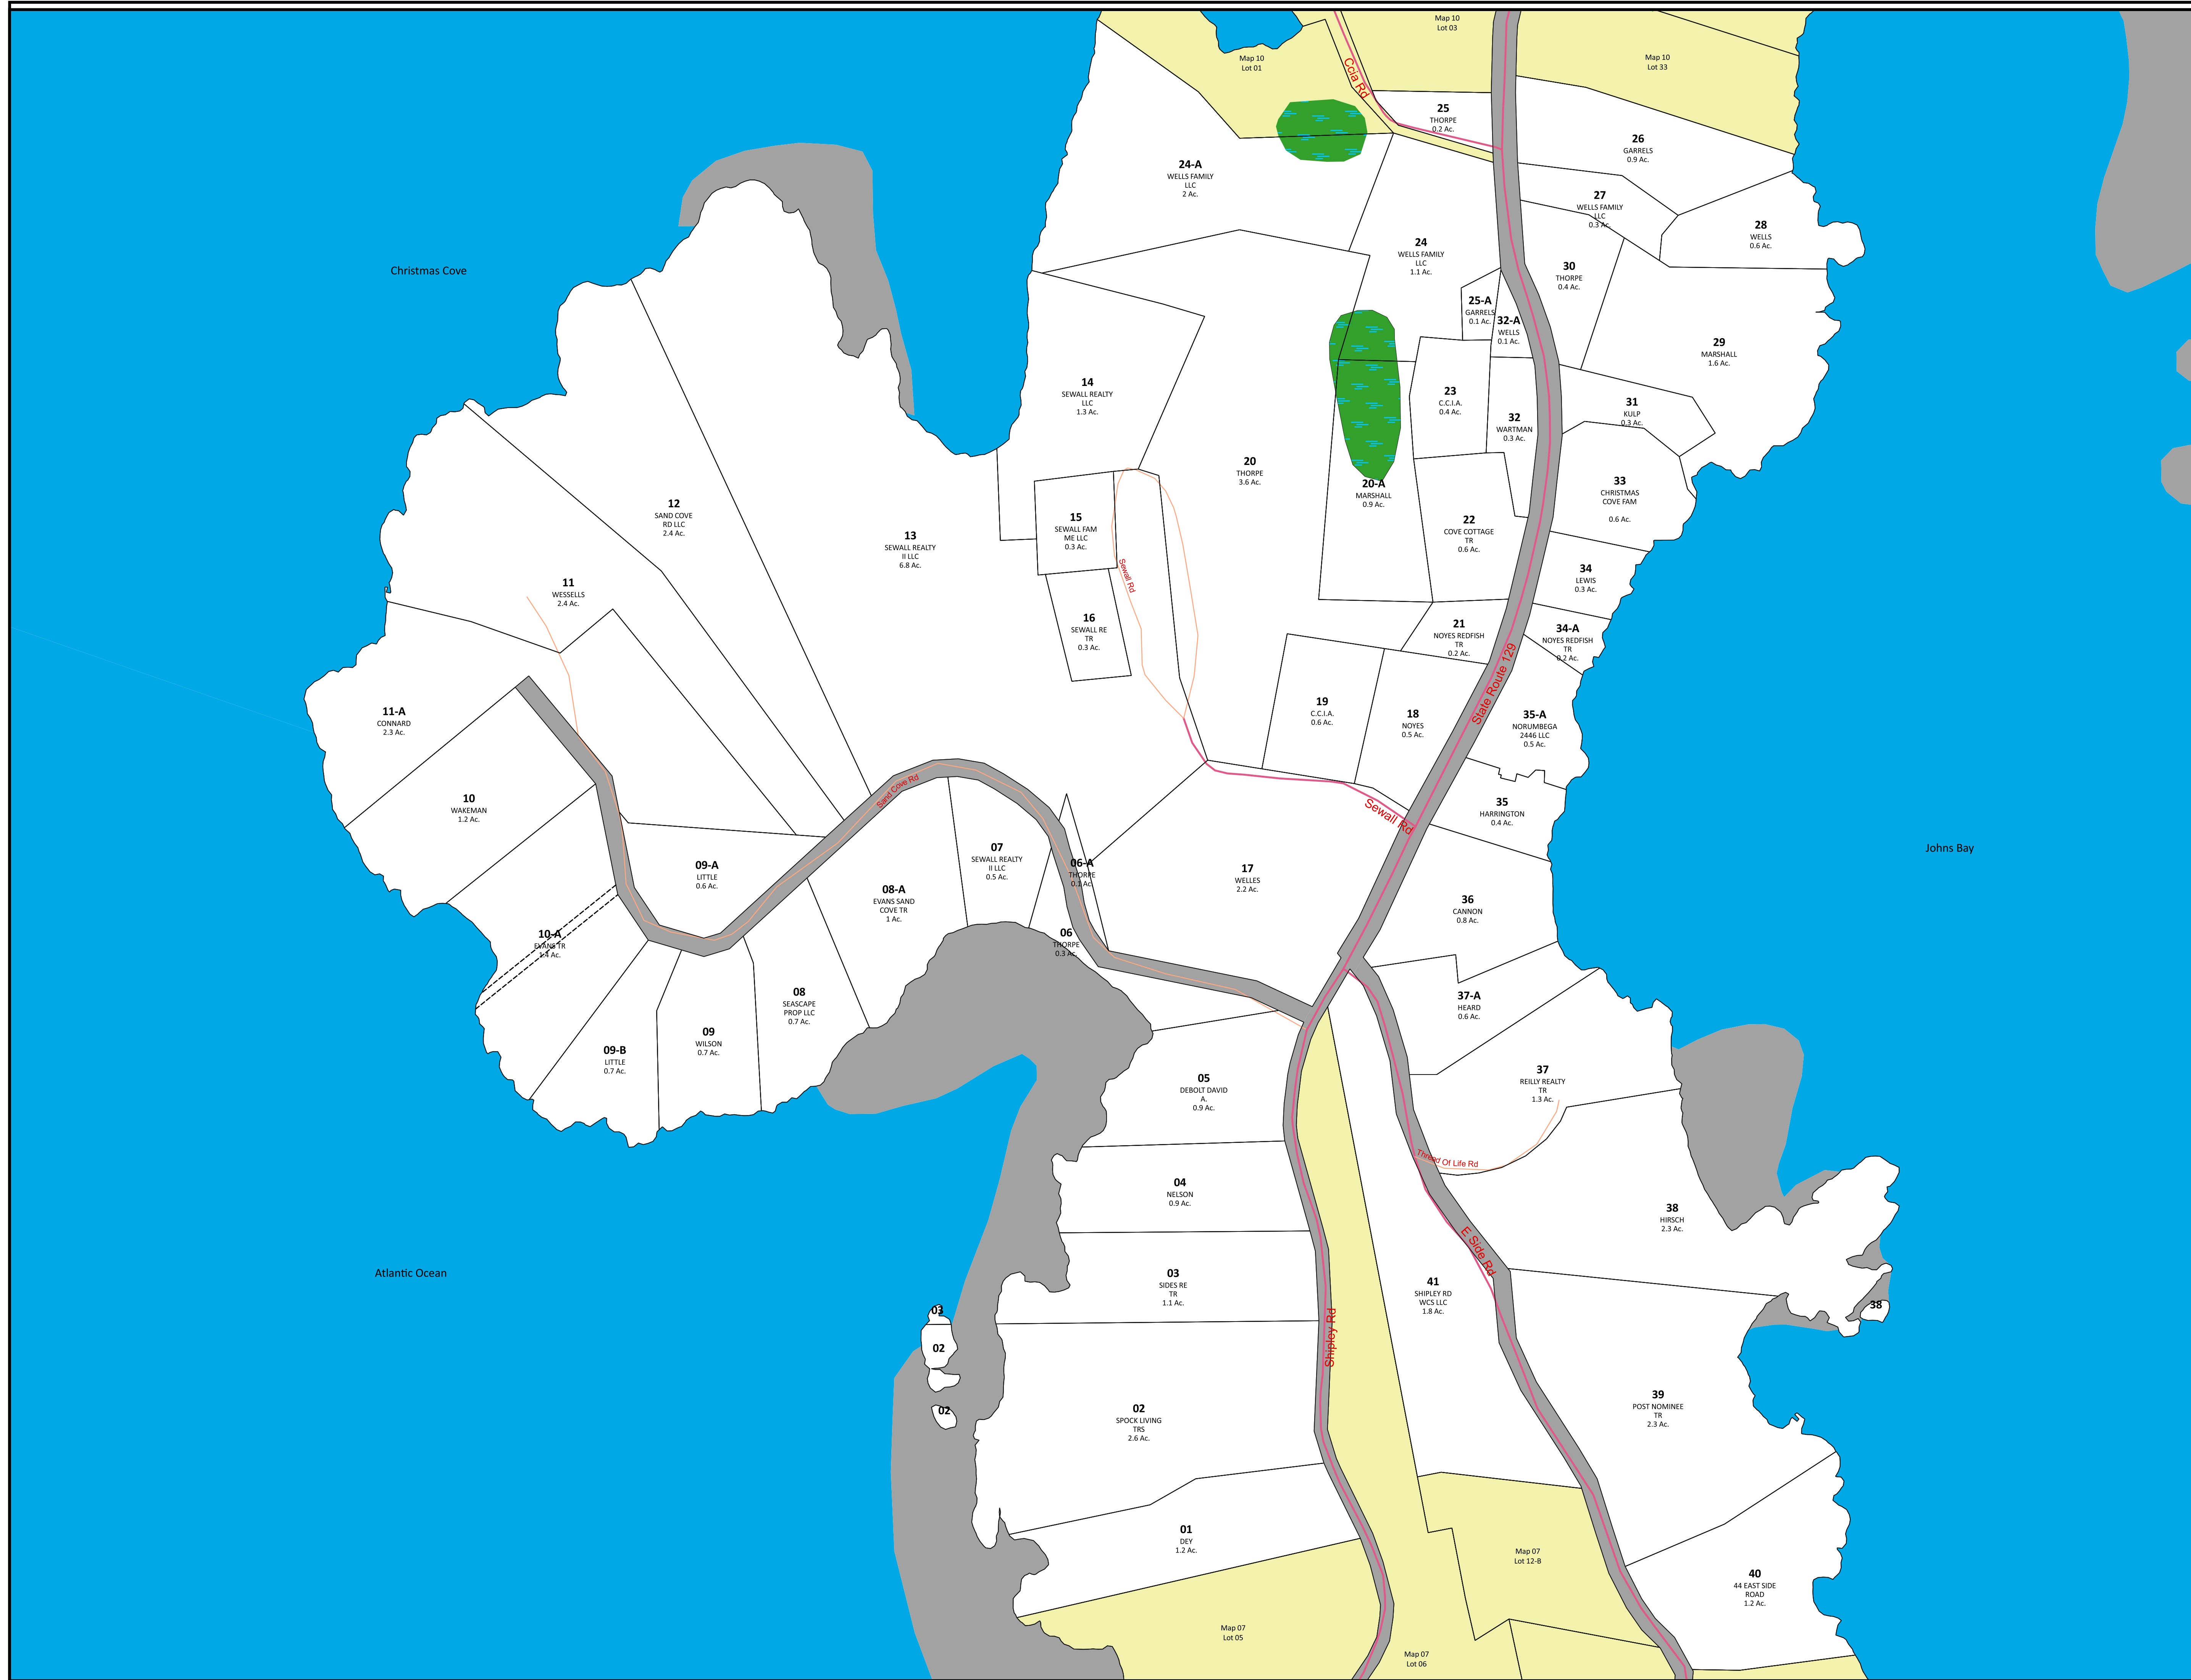 Map 10
Lot 03
Map 10
Lot 01
Map 10
Lot 33
Ccia Rd
25
THORPE
0.2 Ac.
26
GARRELS
0.9 Ac.
24-A
WELLS FAMILY
LLC
2 Ac.
27
WELLS FAMILY
LLC
0.3 Ac.
28
WELLS
0.6 Ac.
24
WELLS FAMILY
LLC
1.1 Ac.
30
THORPE
0.4 Ac.
Christmas Cove
25-A
GARRELS
0.1 Ac.
32-A
WELLS
0.1 Ac.
29
MARSHALL
1.6 Ac.
14
SEWALL REALTY
LLC
1.3 Ac.
23
C.C.I.A.
0.4 Ac.
31
KULP
0.3 Ac.
32
WARTMAN
0.3 Ac.
20
THORPE
3.6 Ac.
20-A
MARSHALL
0.9 Ac.
33
CHRISTMAS
COVE FAM
0.6 Ac.
12
SAND COVE
RD LLC
2.4 Ac.
15
SEWALL FAM
ME LLC
0.3 Ac.
22
COVE COTTAGE
TR
0.6 Ac.
13
SEWALL REALTY
II LLC
6.8 Ac.
Sewall Rd
34
LEWIS
0.3 Ac.
11
WESSELLS
2.4 Ac.
16
SEWALL RE
TR
0.3 Ac.
21
NOYES REDFISH
TR
0.2 Ac.
34-A
NOYES REDFISH
TR
0.2 Ac.
State Route 129
11-A
CONNARD
2.3 Ac.
19
C.C.I.A.
0.6 Ac.
18
NOYES
0.5 Ac.
35-A
NORUMBEGA
2446 LLC
0.5 Ac.
10
WAKEMAN
1.2 Ac.
Sand Cove Rd
Sewall Rd
35
HARRINGTON
0.4 Ac.
Johns Bay
09-A
LITTLE
0.6 Ac.
07
SEWALL REALTY
II LLC
0.5 Ac.
06-A
THORPE
0.1 Ac.
17
WELLES
2.2 Ac.
08-A
EVANS SAND
COVE TR
1 Ac.
36
CANNON
0.8 Ac.
10-A
EVANS TR
1.4 Ac.
06
THORPE
0.3 Ac.
08
SEASCAPE
PROP LLC
0.7 Ac.
37-A
HEARD
0.6 Ac.
09
WILSON
0.7 Ac.
09-B
LITTLE
0.7 Ac.
05
DEBOLT DAVID
A.
0.9 Ac.
37
REILLY REALTY
TR
1.3 Ac.
Thread Of Life Rd
04
NELSON
0.9 Ac.
38
HIRSCH
2.3 Ac.
E Side Rd
Atlantic Ocean
03
SIDES RE
TR
1.1 Ac.
41
SHIPLEY RD
WCS LLC
1.8 Ac.
38
03
02
02
Shipley Rd
02
SPOCK LIVING
TRS
2.6 Ac.
39
POST NOMINEE
TR
2.3 Ac.
01
DEY
1.2 Ac.
Map 07
Lot 12-B
40
44 EAST SIDE
ROAD
1.2 Ac.
Map 07
Lot 05
Map 07
Lot 06